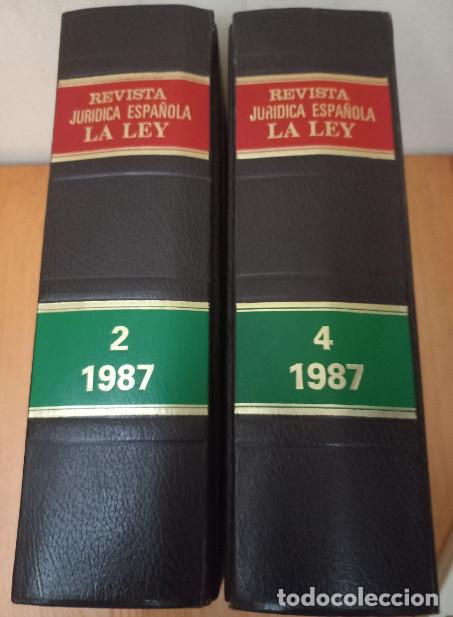 REVISTA
JURIDICA ESPAÑOLA
LA LEY
2
1987
REVISTA
JURIDICA ESPAÑOLA
LA LEY
4
1987
todocoleccion